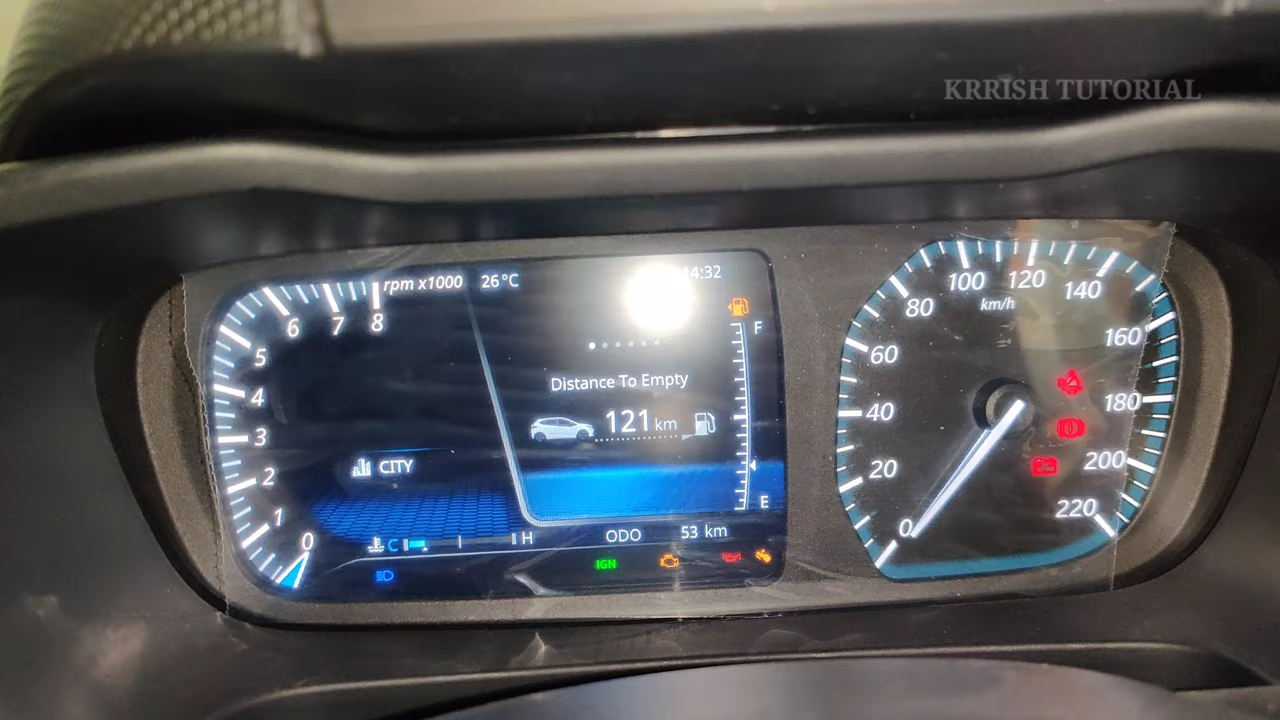 KRRISH TUTORIAL
rpm x1000
26°C
14:32
8
7
6
5
4
3
2
1
0
F
Distance To Empty
121 km
E
CITY
C
H
ODO
53 km
IGN
km/h
0
20
40
60
80
100
120
140
160
180
200
220